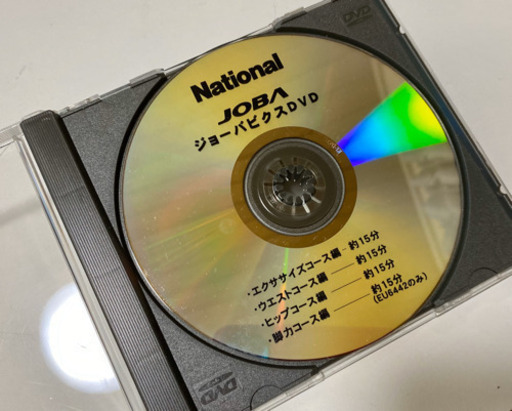 National
JOBA
ジョーバビクスDVD
・エクササイズコース編--約15分
・ウエストコース編――約15分
・ヒップコース編――約15分
・脚力コース編――約15分
(EU6442のみ)
DVD
DVD